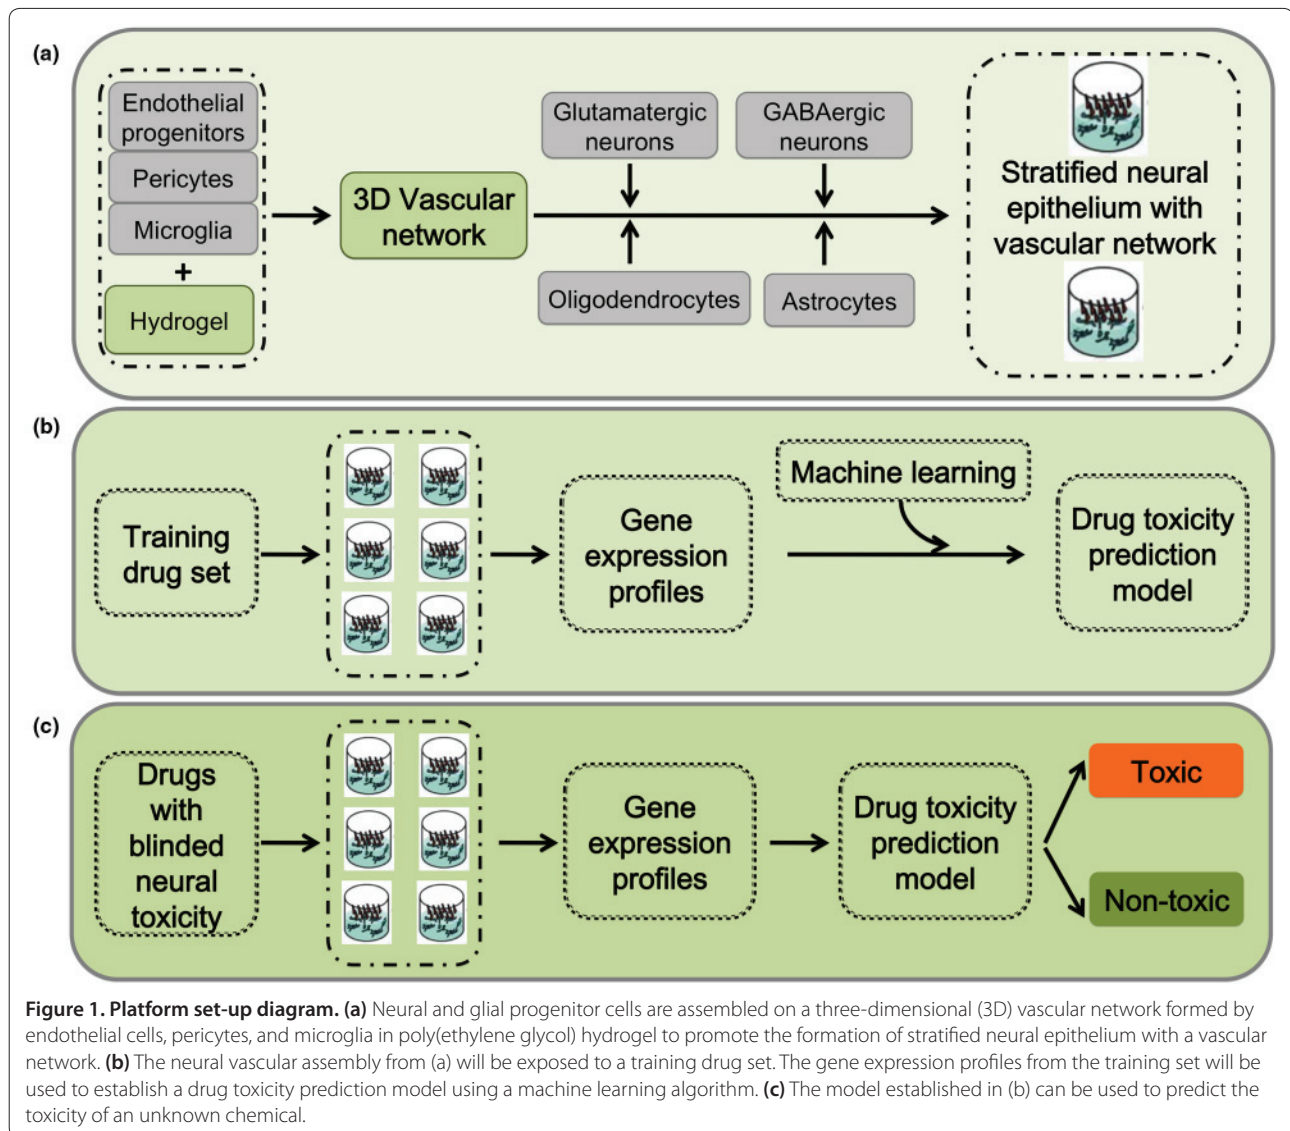 (a)
Endothelial
progenitors
Pericytes
Microglia
+
Hydrogel
3D Vascular
network
Glutamatergic
neurons
GABAergic
neurons
Oligodendrocytes
Astrocytes
Stratified neural
epithelium with
vascular network
(b)
Training
drug set
Gene
expression
profiles
Machine learning
Drug toxicity
prediction
model
(c)
Drugs
with
blinded
neural
toxicity
Gene
expression
profiles
Drug toxicity
prediction
model
Toxic
Non-toxic
Figure 1. Platform set-up diagram. (a) Neural and glial progenitor cells are assembled on a three-dimensional (3D) vascular network formed by
endothelial cells, pericytes, and microglia in poly(ethylene glycol) hydrogel to promote the formation of stratified neural epithelium with a vascular
network. (b) The neural vascular assembly from (a) will be exposed to a training drug set. The gene expression profiles from the training set will be
used to establish a drug toxicity prediction model using a machine learning algorithm. (c) The model established in (b) can be used to predict the
toxicity of an unknown chemical.